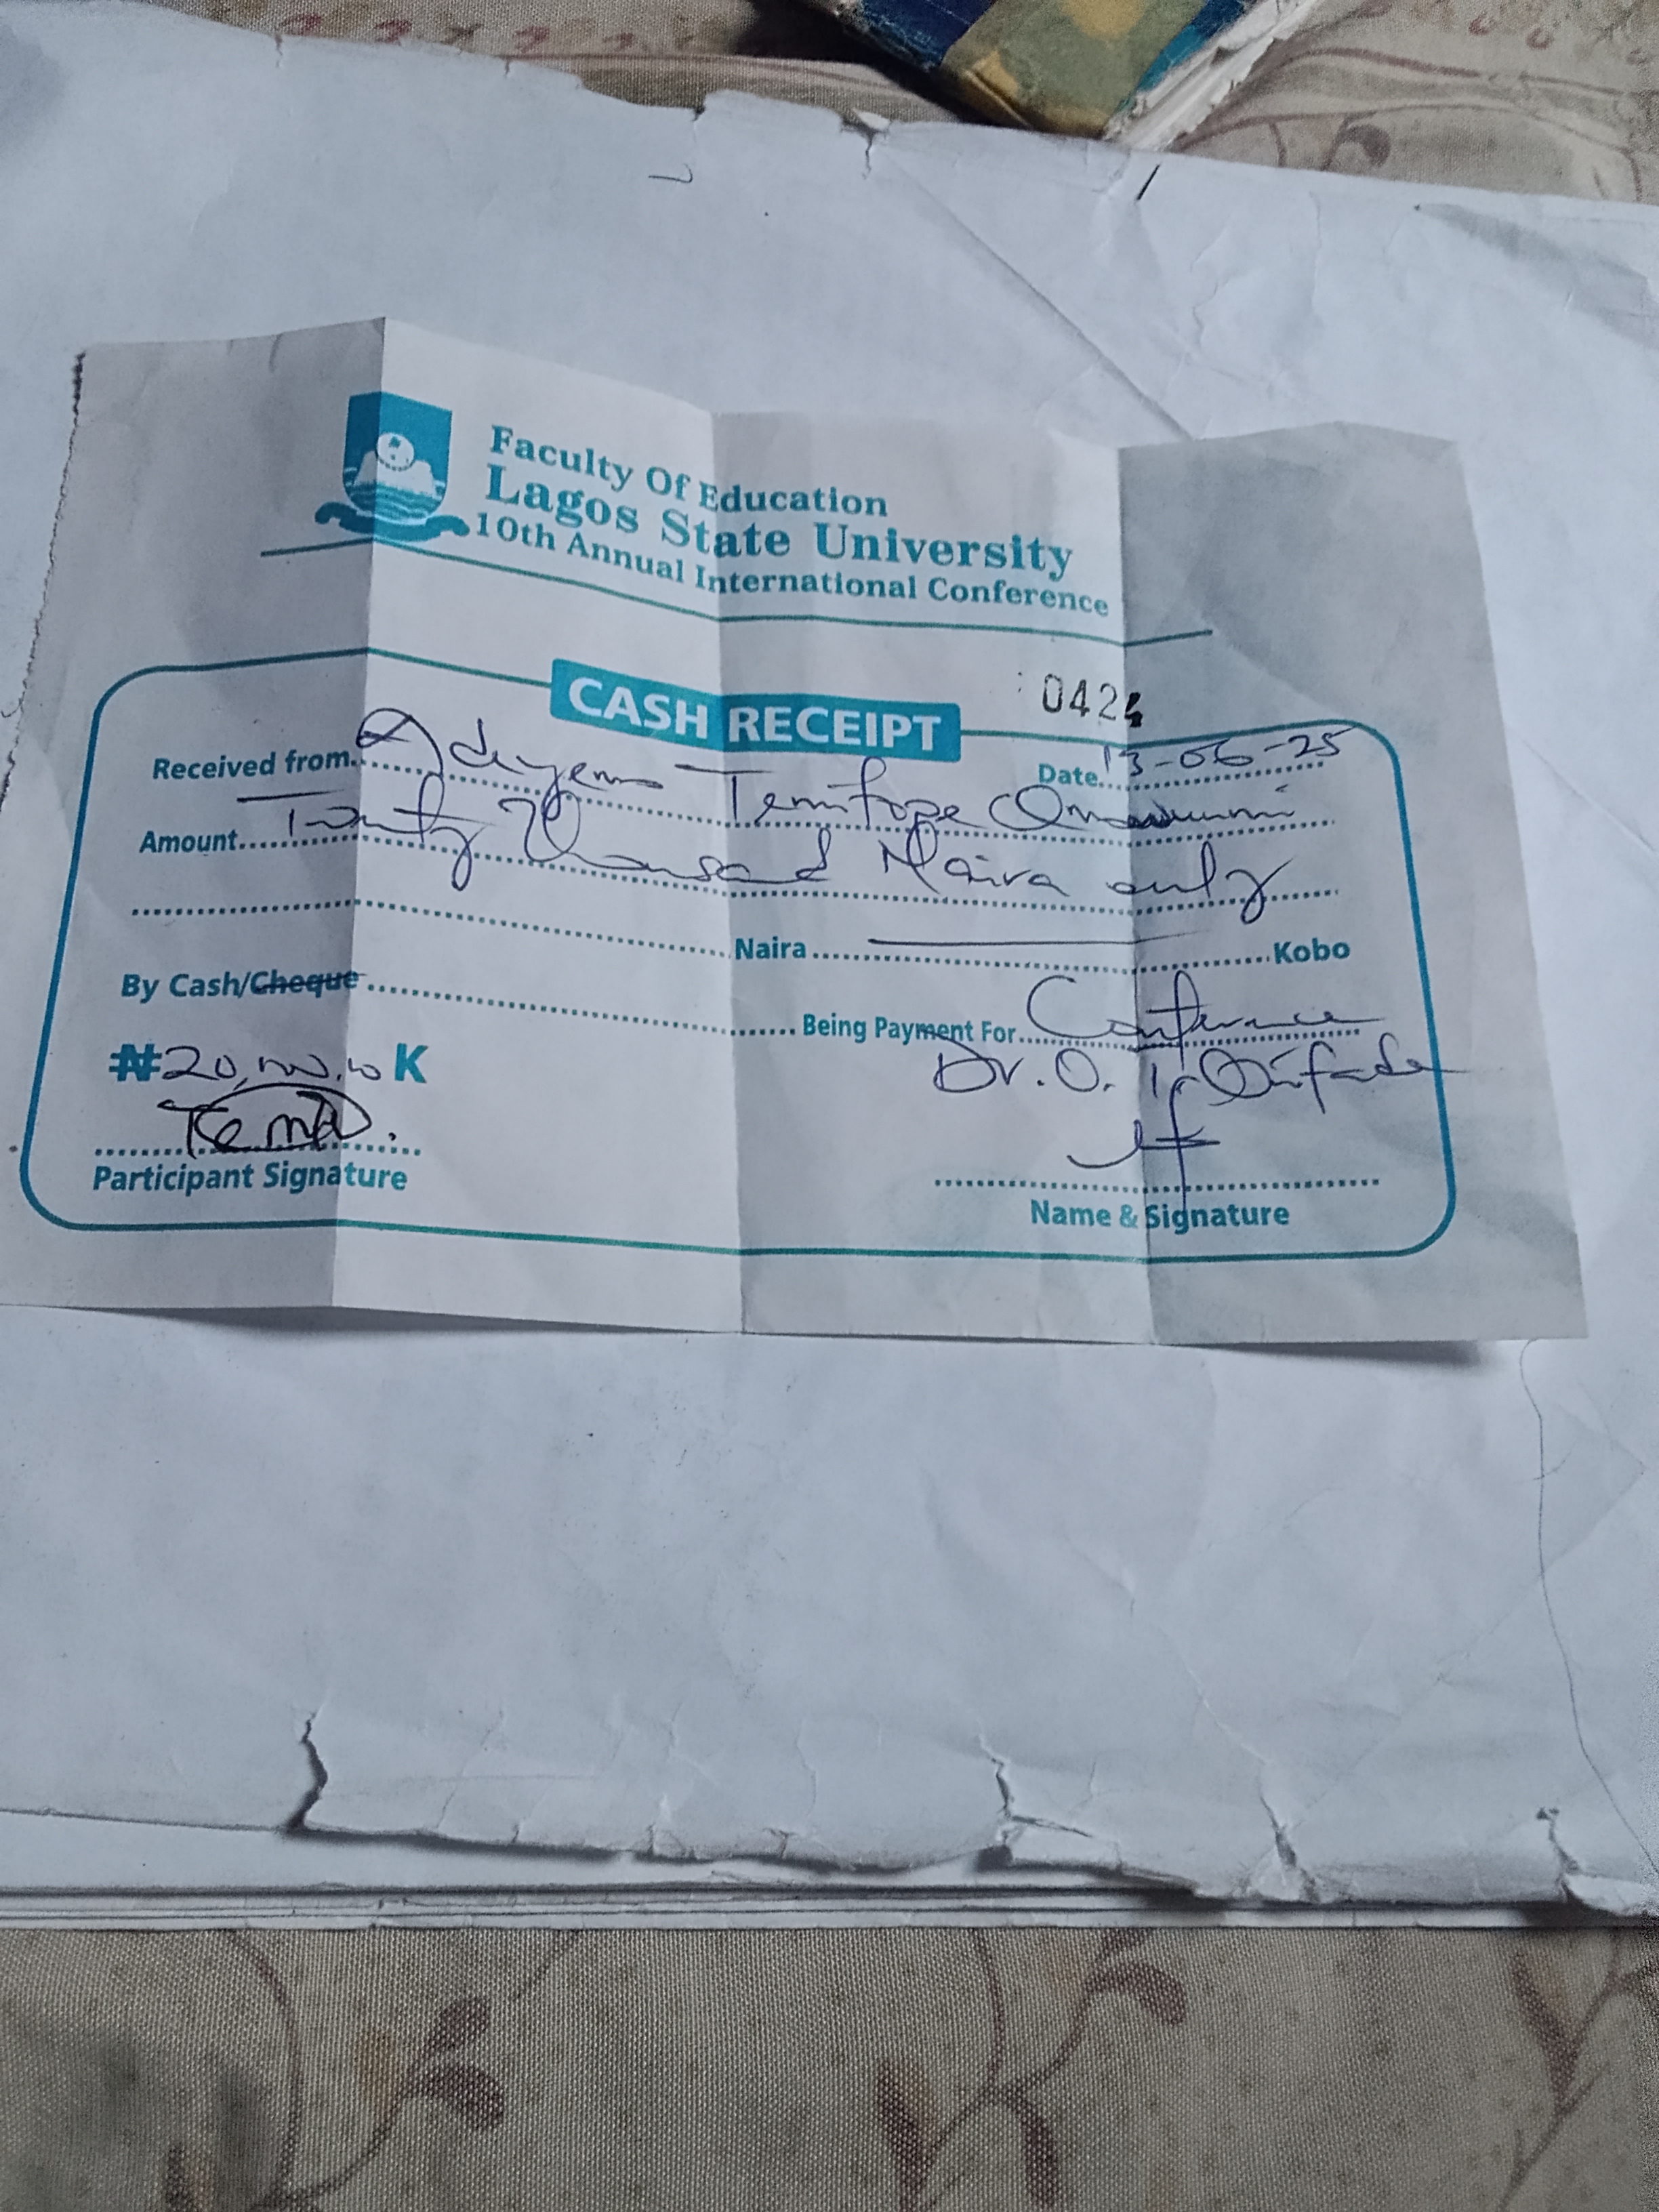 Faculty Of Education
Lagos State University
10th Annual International Conference
CASH RECEIPT
042
Date 13-06-25
Received from Adeyemi Temitope
Amount Twenty Thousand Naira only
Naira Kobo
By Cash/Cheque
Being Payment For Conference
₦20,000.00 K
Dr. O.
Participant Signature
Name & Signature